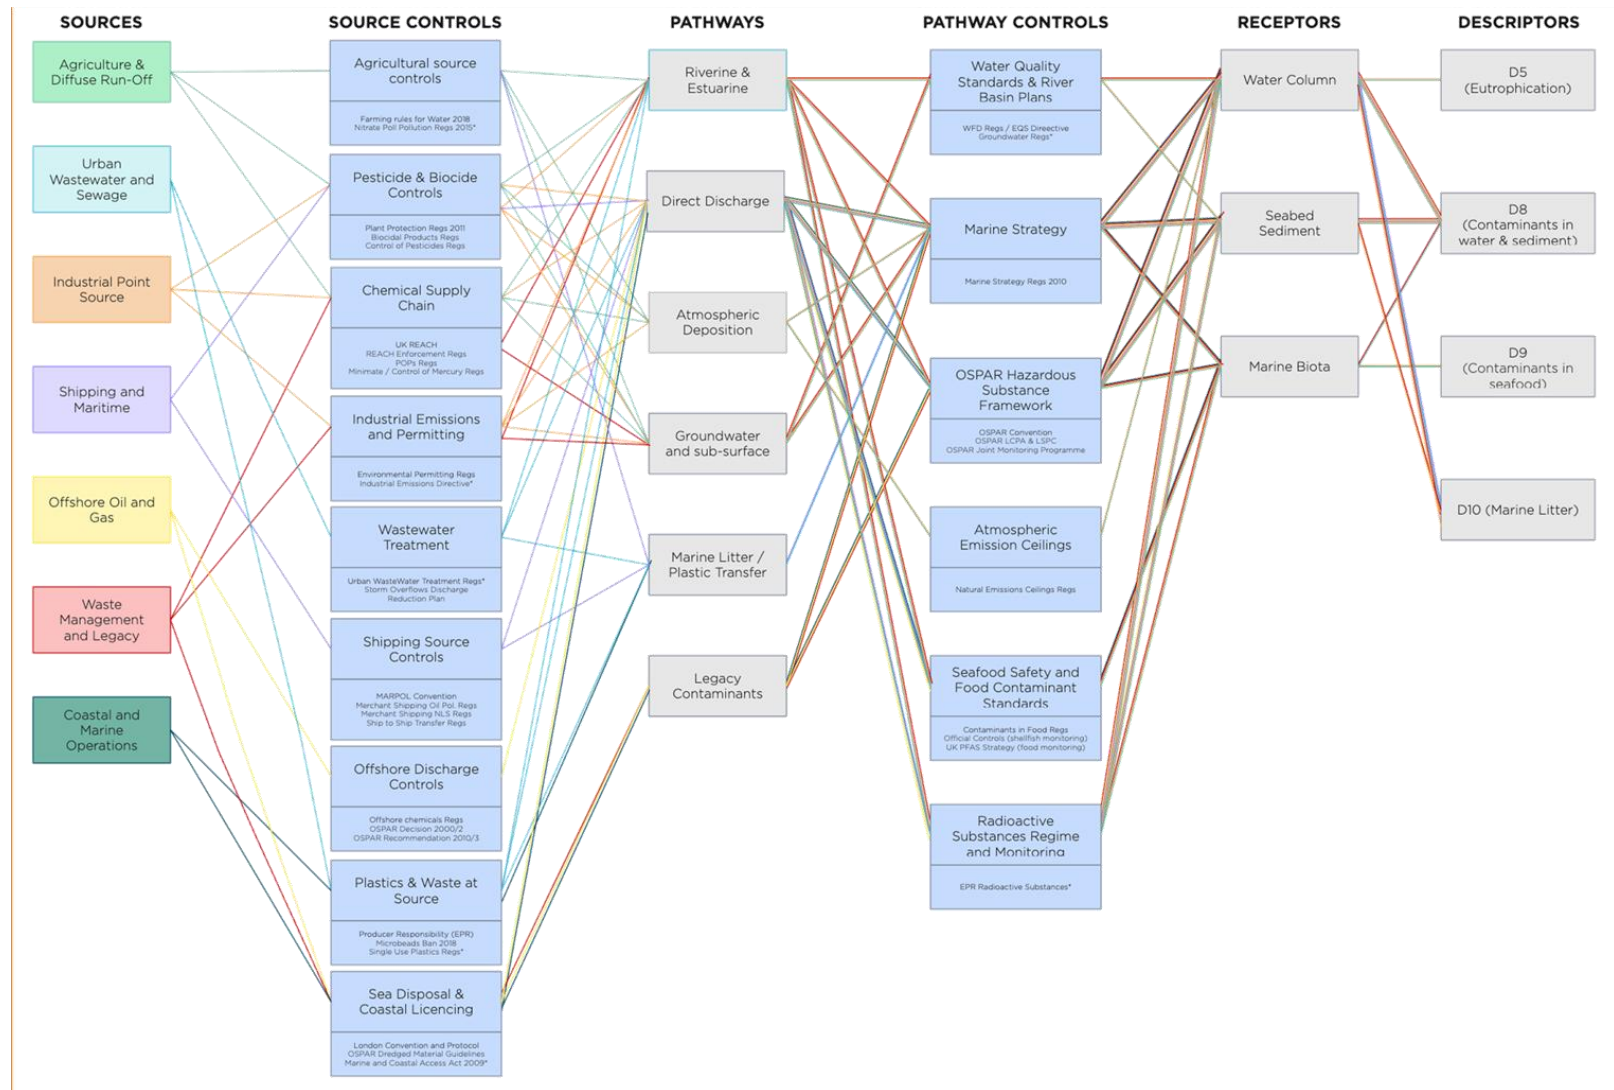 SOURCES
SOURCE CONTROLS
PATHWAYS
PATHWAY CONTROLS
RECEPTORS
DESCRIPTORS
Agriculture &
Diffuse Run-Off
Urban
Wastewater and
Sewage
Industrial Point
Source
Shipping and
Maritime
Offshore Oil and
Gas
Waste
Management
and Legacy
Coastal and
Marine
Operations
Agricultural source
controls
Farming rules for Water 2018
Nitrate Poll Pollution Regs 2015*
Pesticide & Biocide
Controls
Plant Protection Regs 2011
Biocidal Products Regs
Control of Pesticides Regs
Chemical Supply
Chain
UK REACH
REACH Enforcement Regs
POPs Regs
Minimate / Control of Mercury Regs
Industrial Emissions
and Permitting
Environmental Permitting Regs
Industrial Emissions Directive*
Wastewater
Treatment
Urban WasteWater Treatment Regs*
Storm Overflows Discharge
Reduction Plan
Shipping Source
Controls
MARPOL Convention
Merchant Shipping Oil Pol. Regs
Merchant Shipping NLS Regs
Ship to Ship Transfer Regs
Offshore Discharge
Controls
Offshore chemicals Regs
OSPAR Decision 2000/2
OSPAR Recommendation 2010/3
Plastics & Waste at
Source
Producer Responsibility (EPR)
Microbeads Ban 2018
Single Use Plastics Regs*
Sea Disposal &
Coastal Licencing
London Convention and Protocol
OSPAR Dredged Material Guidelines
Marine and Coastal Access Act 2009*
Riverine &
Estuarine
Direct Discharge
Atmospheric
Deposition
Groundwater
and sub-surface
Marine Litter /
Plastic Transfer
Legacy
Contaminants
Water Quality
Standards & River
Basin Plans
WFD Regs / EQS Direective
Groundwater Regs*
Marine Strategy
Marine Strategy Regs 2010
OSPAR Hazardous
Substance
Framework
OSPAR Convention
OSPAR LCPA & LSPC
OSPAR Joint Monitoring Programme
Atmospheric
Emission Ceilings
Natural Emissions Ceilings Regs
Seafood Safety and
Food Contaminant
Standards
Contaminants in Food Regs
Official Controls (shellfish monitoring)
UK PFAS Strategy (food monitoring)
Radioactive
Substances Regime
and Monitoring
EPR Radioactive Substances*
Water Column
Seabed
Sediment
Marine Biota
D5
(Eutrophication)
D8
(Contaminants in
water & sediment)
D9
(Contaminants in
seafood)
D10 (Marine Litter)